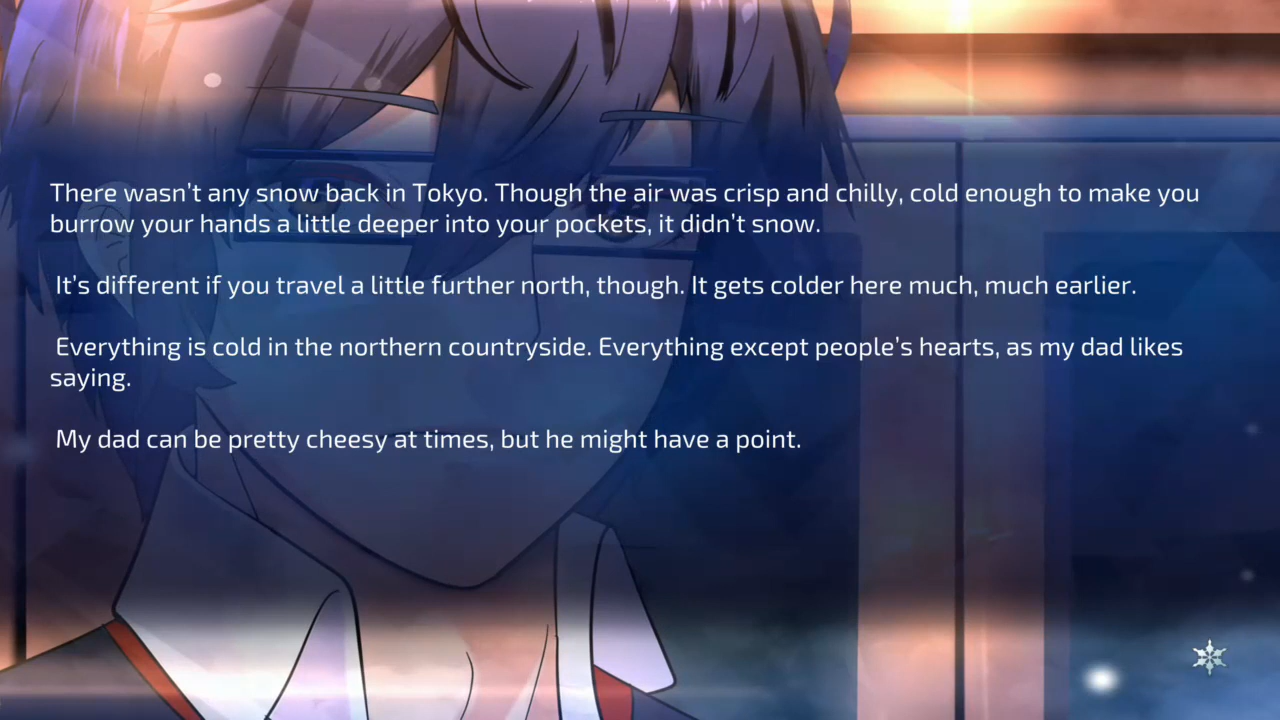 There wasn’t any snow back in Tokyo. Though the air was crisp and chilly, cold enough to make you
burrow your hands a little deeper into your pockets, it didn’t snow.
It’s different if you travel a little further north, though. It gets colder here much, much earlier.
Everything is cold in the northern countryside. Everything except people’s hearts, as my dad likes
saying.
My dad can be pretty cheesy at times, but he might have a point.